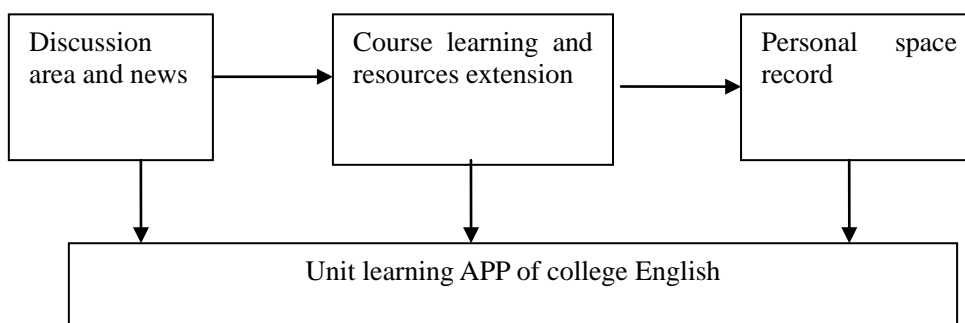 Discussion
area and news
Course learning and
resources extension
Personal space
record
Unit learning APP of college English